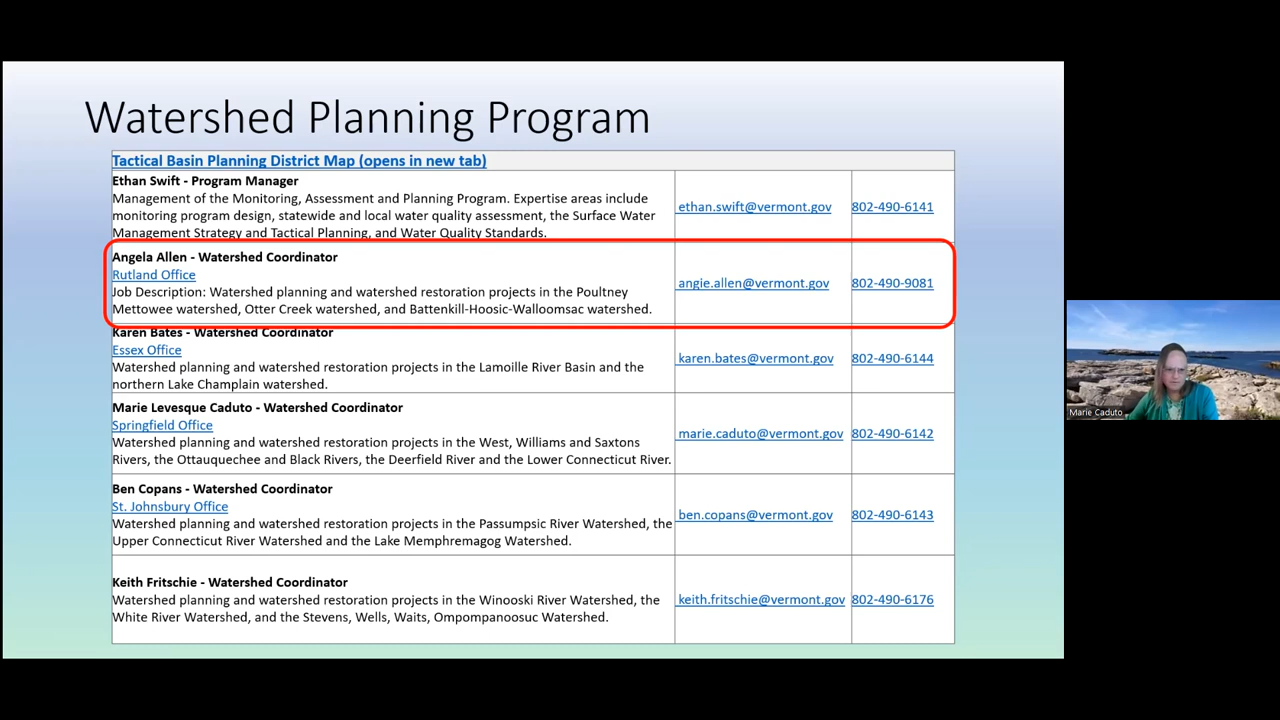 Watershed Planning Program
Tactical Basin Planning District Map (opens in new tab)
Ethan Swift - Program Manager
Management of the Monitoring, Assessment and Planning Program. Expertise areas include
monitoring program design, statewide and local water quality assessment, the Surface Water
Management Strategy and Tactical Planning, and Water Quality Standards.
ethan.swift@vermont.gov
802-490-6141
Angela Allen - Watershed Coordinator
Rutland Office
Job Description: Watershed planning and watershed restoration projects in the Poultney
Mettowee watershed, Otter Creek watershed, and Battenkill-Hoosic-Walloomsac watershed.
angie.allen@vermont.gov
802-490-9081
Karen Bates - Watershed Coordinator
Essex Office
Watershed planning and watershed restoration projects in the Lamoille River Basin and the
northern Lake Champlain watershed.
karen.bates@vermont.gov
802-490-6144
Marie Levesque Caduto - Watershed Coordinator
Springfield Office
Watershed planning and watershed restoration projects in the West, Williams and Saxtons
Rivers, the Ottauquechee and Black Rivers, the Deerfield River and the Lower Connecticut River.
marie.caduto@vermont.gov
802-490-6142
Ben Copans - Watershed Coordinator
St. Johnsbury Office
Watershed planning and watershed restoration projects in the Passumpsic River Watershed, the
Upper Connecticut River Watershed and the Lake Memphremagog Watershed.
ben.copans@vermont.gov
802-490-6143
Keith Fritschie - Watershed Coordinator
Watershed planning and watershed restoration projects in the Winooski River Watershed, the
White River Watershed, and the Stevens, Wells, Waits, Ompompanoosuc Watershed.
keith.fritschie@vermont.gov
802-490-6176
Marie Caduto